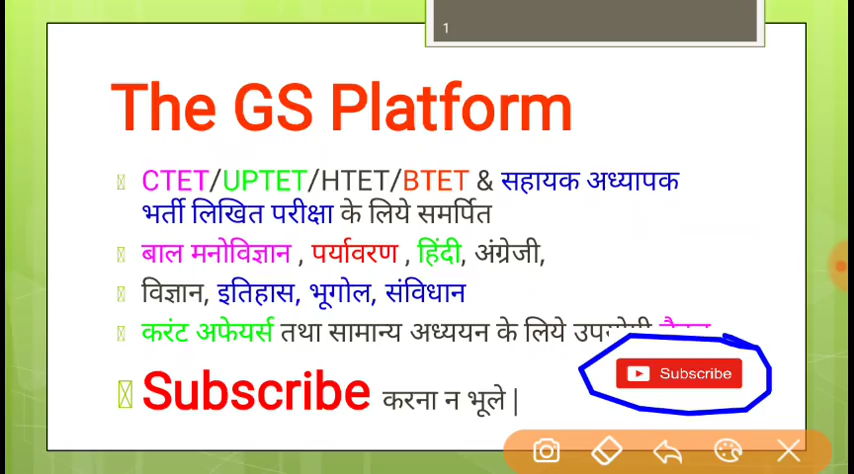 1
The GS Platform
CTET/UPTET/HTET/BTET & सहायक अध्यापक
भर्ती लिखित परीक्षा के लिये समर्पित
बाल मनोविज्ञान , पर्यावरण , हिंदी, अंग्रेजी,
विज्ञान, इतिहास, भूगोल, संविधान
करंट अफेयर्स तथा सामान्य अध्ययन के लिये
Subscribe करना न भूले |
Subscribe